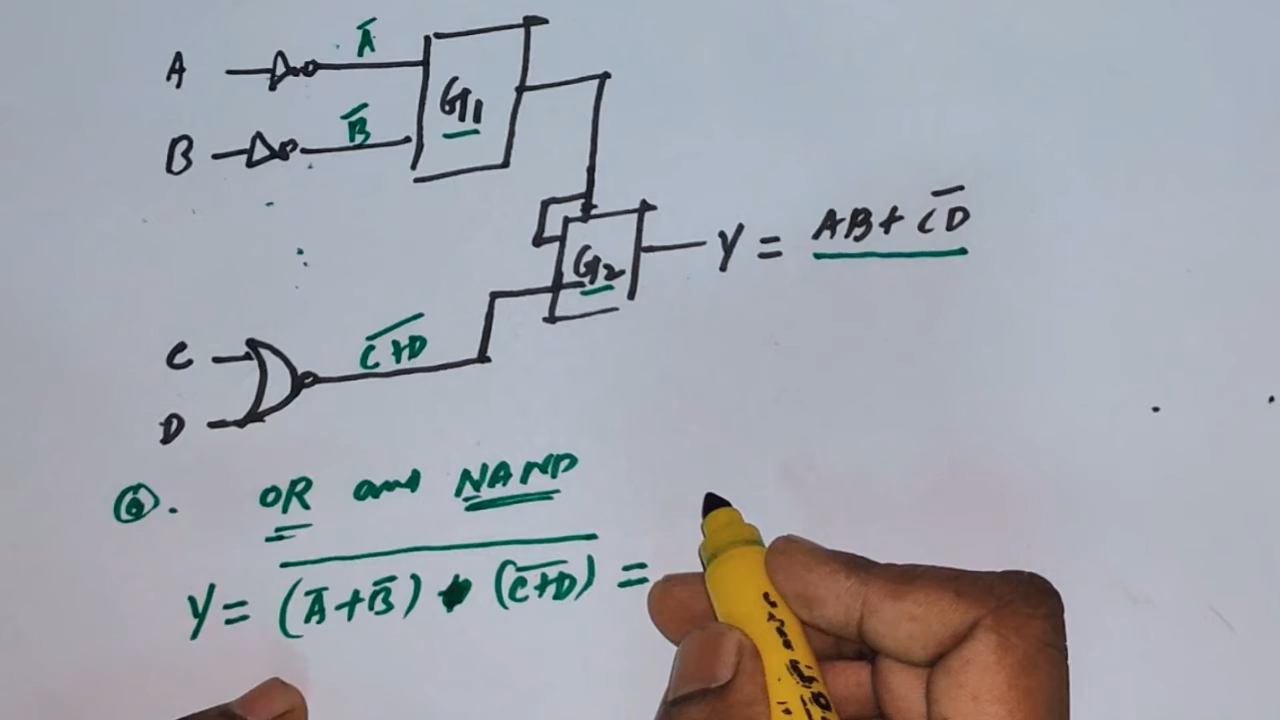 A
A̅
G1
B
B̅
G2
Y = AB + C̅D̅
C
C̅+̅D̅
D
(a). OR and NAND
Y = (A̅ + B̅) • (C̅+̅D̅) =